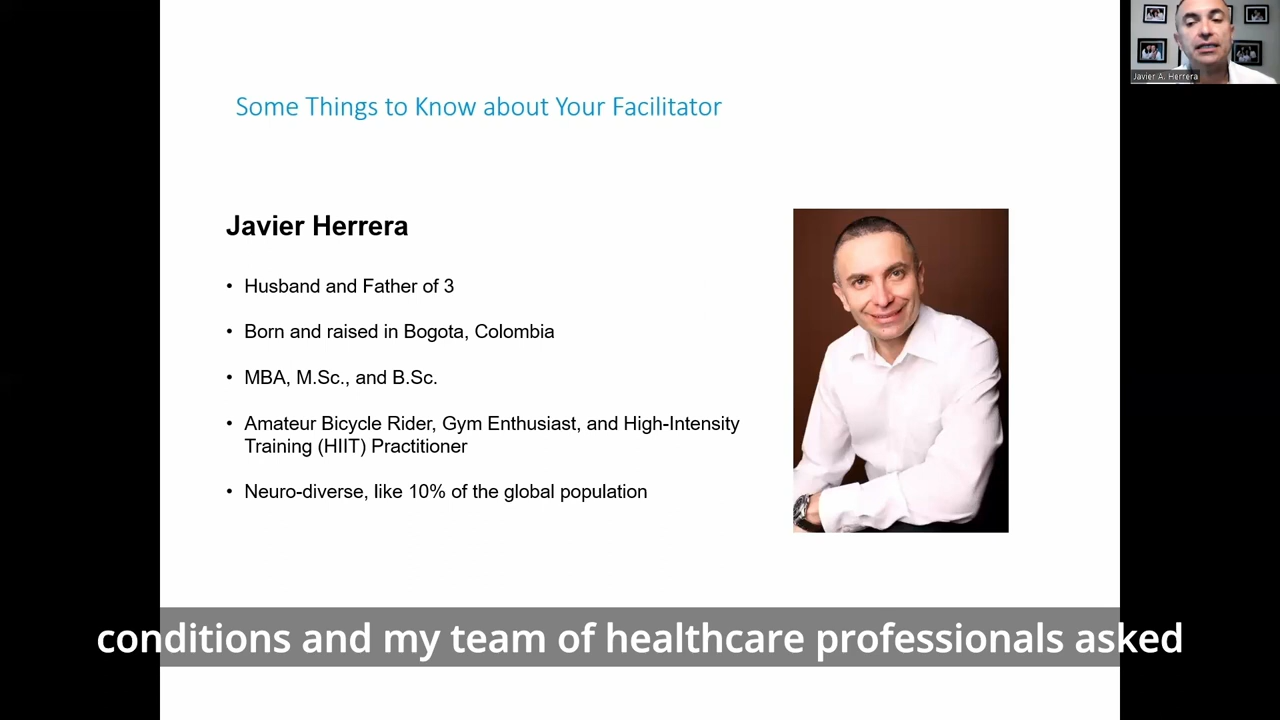 Javier A. Herrera
Some Things to Know about Your Facilitator
Javier Herrera
• Husband and Father of 3
• Born and raised in Bogota, Colombia
• MBA, M.Sc., and B.Sc.
• Amateur Bicycle Rider, Gym Enthusiast, and High-Intensity
Training (HIIT) Practitioner
• Neuro-diverse, like 10% of the global population
conditions and my team of healthcare professionals asked